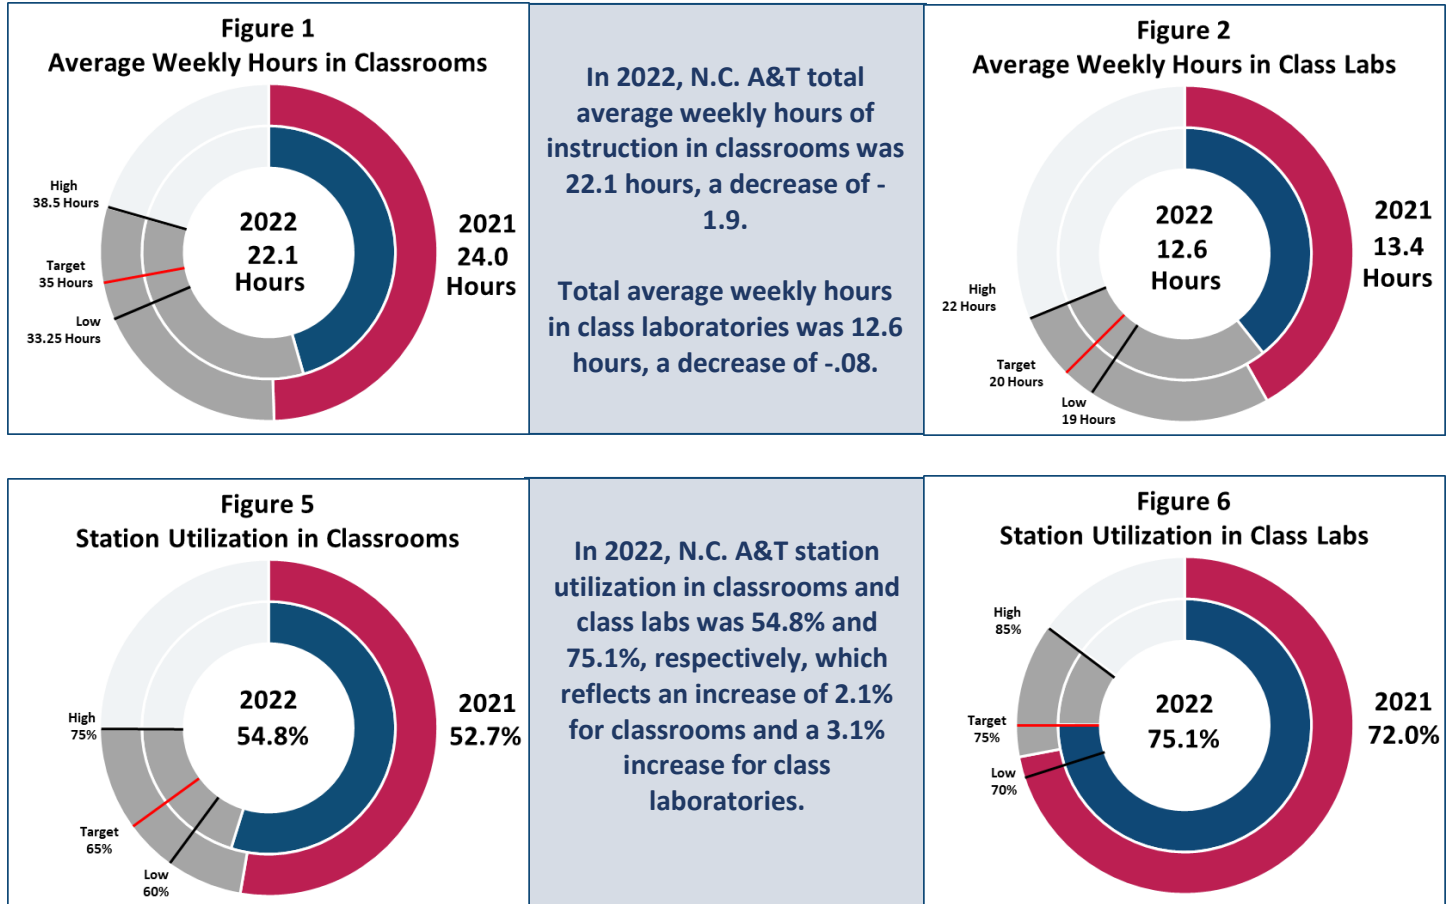 Figure 1
Average Weekly Hours in Classrooms
High
38.5 Hours
Target
35 Hours
Low
33.25 Hours
2022
22.1
Hours
2021
24.0
Hours
In 2022, N.C. A&T total
average weekly hours of
instruction in classrooms was
22.1 hours, a decrease of -
1.9.
Total average weekly hours
in class laboratories was 12.6
hours, a decrease of -.08.
Figure 2
Average Weekly Hours in Class Labs
High
22 Hours
Target
20 Hours
Low
19 Hours
2022
12.6
Hours
2021
13.4
Hours
Figure 5
Station Utilization in Classrooms
High
75%
Target
65%
Low
60%
2022
54.8%
2021
52.7%
In 2022, N.C. A&T station
utilization in classrooms and
class labs was 54.8% and
75.1%, respectively, which
reflects an increase of 2.1%
for classrooms and a 3.1%
increase for class
laboratories.
Figure 6
Station Utilization in Class Labs
High
85%
Target
75%
Low
70%
2022
75.1%
2021
72.0%